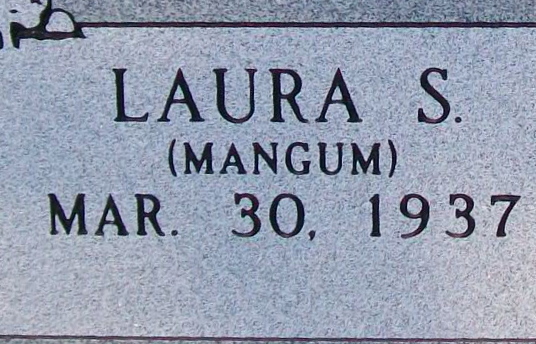 LAURA S.
(MANGUM)
MAR. 30, 1937